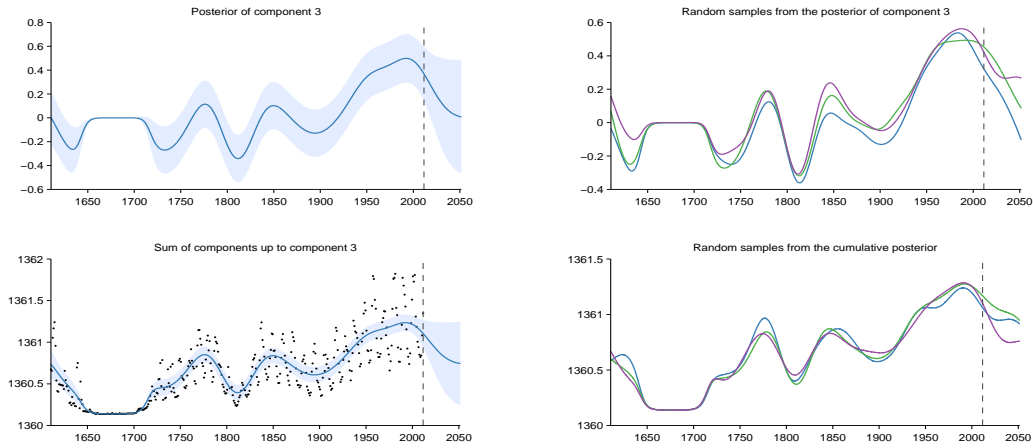 Posterior of component 3
0.8
0.6
0.4
0.2
0
−0.2
−0.4
−0.6
1650 1700 1750 1800 1850 1900 1950 2000 2050
Random samples from the posterior of component 3
0.6
0.4
0.2
0
−0.2
−0.4
1650 1700 1750 1800 1850 1900 1950 2000 2050
Sum of components up to component 3
1362
1361.5
1361
1360.5
1360
1650 1700 1750 1800 1850 1900 1950 2000 2050
Random samples from the cumulative posterior
1361.5
1361
1360.5
1360
1650 1700 1750 1800 1850 1900 1950 2000 2050